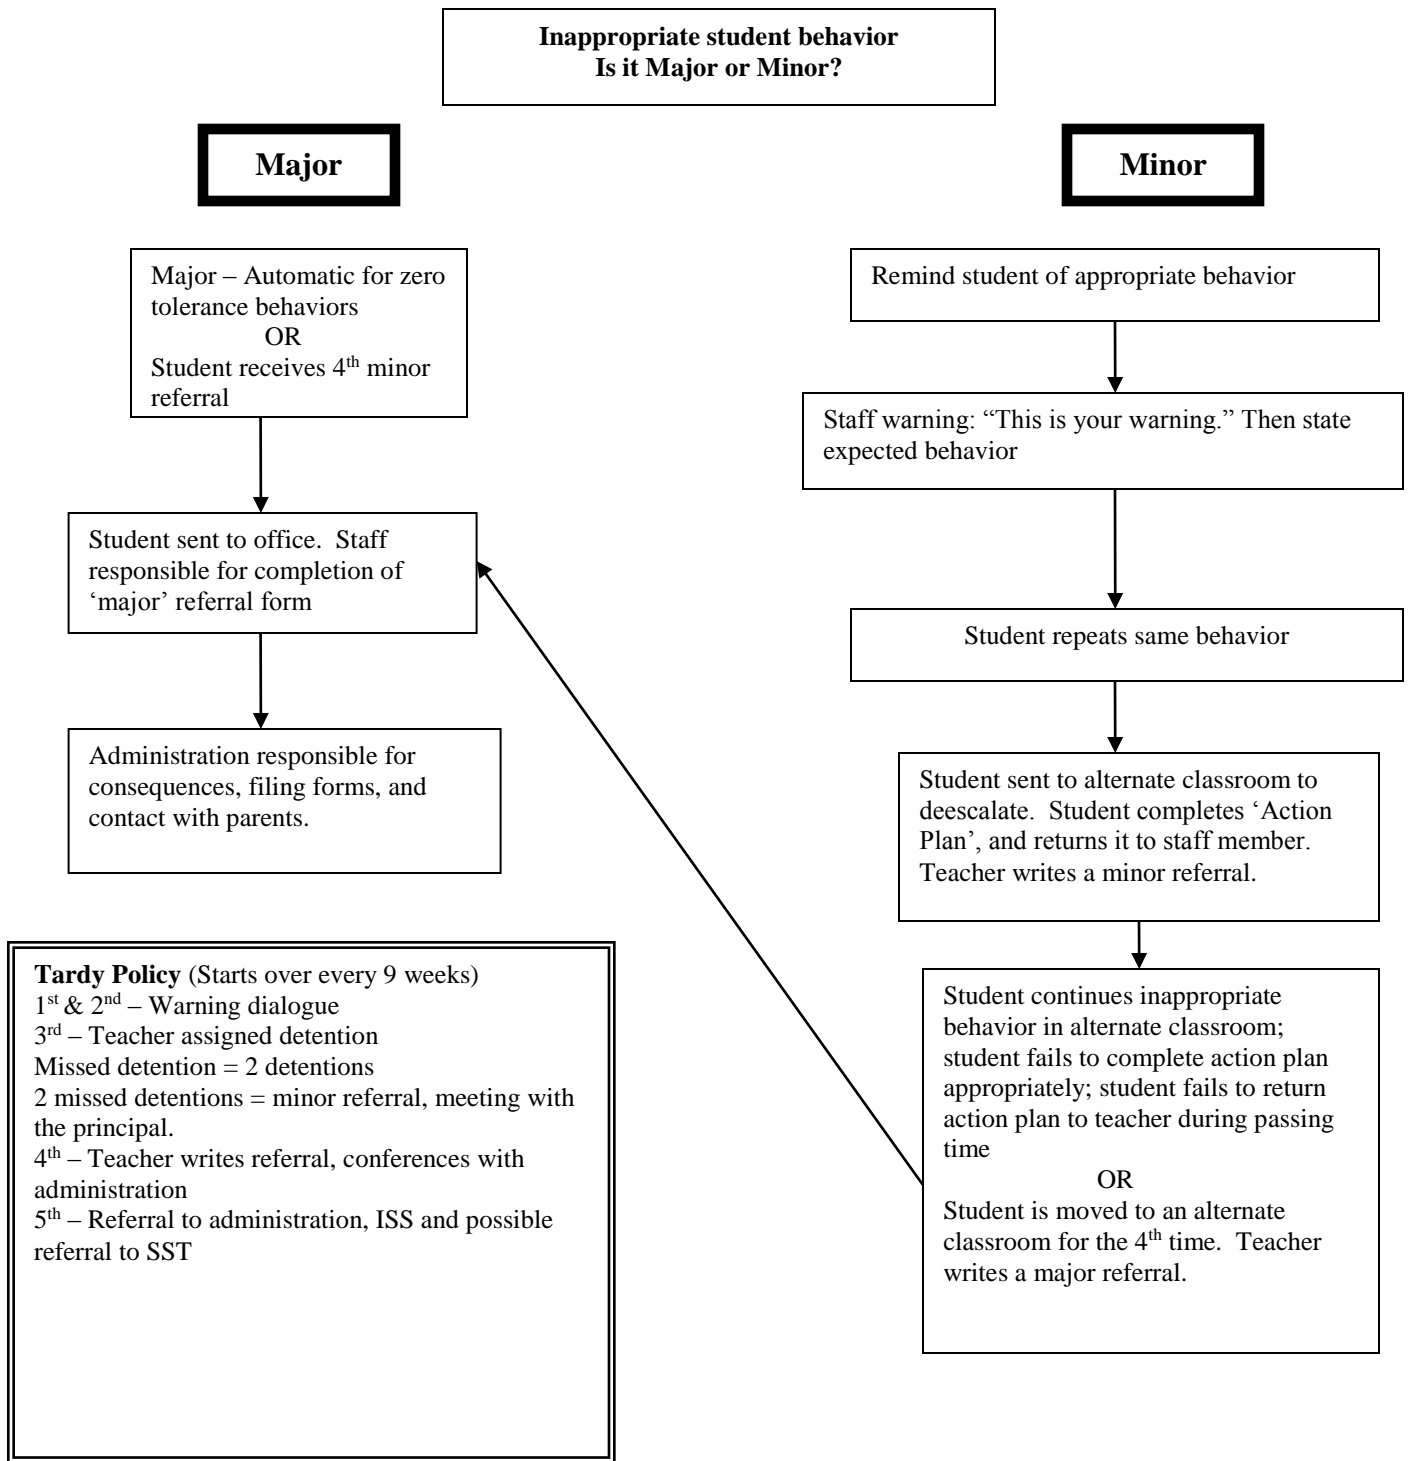 Inappropriate student behavior
Is it Major or Minor?
Major
Minor
Major – Automatic for zero
tolerance behaviors
OR
Student receives 4th minor
referral
Student sent to office.  Staff
responsible for completion of
‘major’ referral form
Administration responsible for
consequences, filing forms, and
contact with parents.
Remind student of appropriate behavior
Staff warning: “This is your warning.” Then state
expected behavior
Student repeats same behavior
Student sent to alternate classroom to
deescalate.  Student completes ‘Action
Plan’, and returns it to staff member.
Teacher writes a minor referral.
Student continues inappropriate
behavior in alternate classroom;
student fails to complete action plan
appropriately; student fails to return
action plan to teacher during passing
time
OR
Student is moved to an alternate
classroom for the 4th time.  Teacher
writes a major referral.
Tardy Policy (Starts over every 9 weeks)
1st & 2nd – Warning dialogue
3rd – Teacher assigned detention
Missed detention = 2 detentions
2 missed detentions = minor referral, meeting with
the principal.
4th – Teacher writes referral, conferences with
administration
5th – Referral to administration, ISS and possible
referral to SST